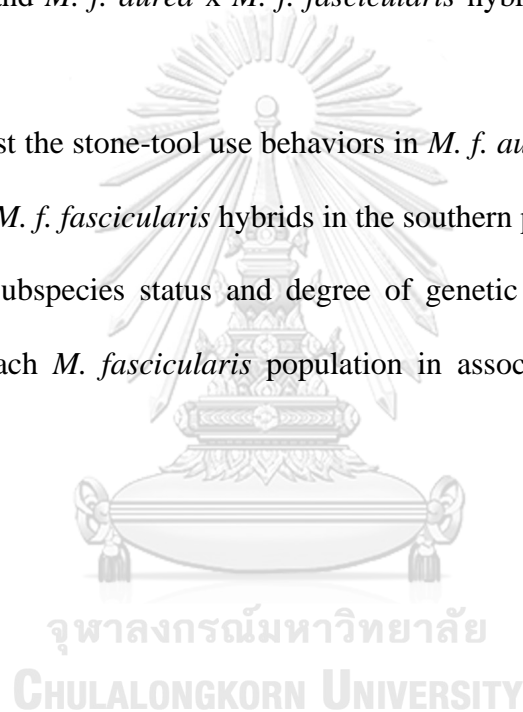 and M. f. aurea x M. f. fascicularis hyb
st the stone-tool use behaviors in M. f. au
M. f. fascicularis hybrids in the southern p
ubspecies status and degree of genetic
ach M. fascicularis population in assoc
จุฬาลงกรณ์มหาวิทยาลัย
CHULALONGKORN UNIVERSITY